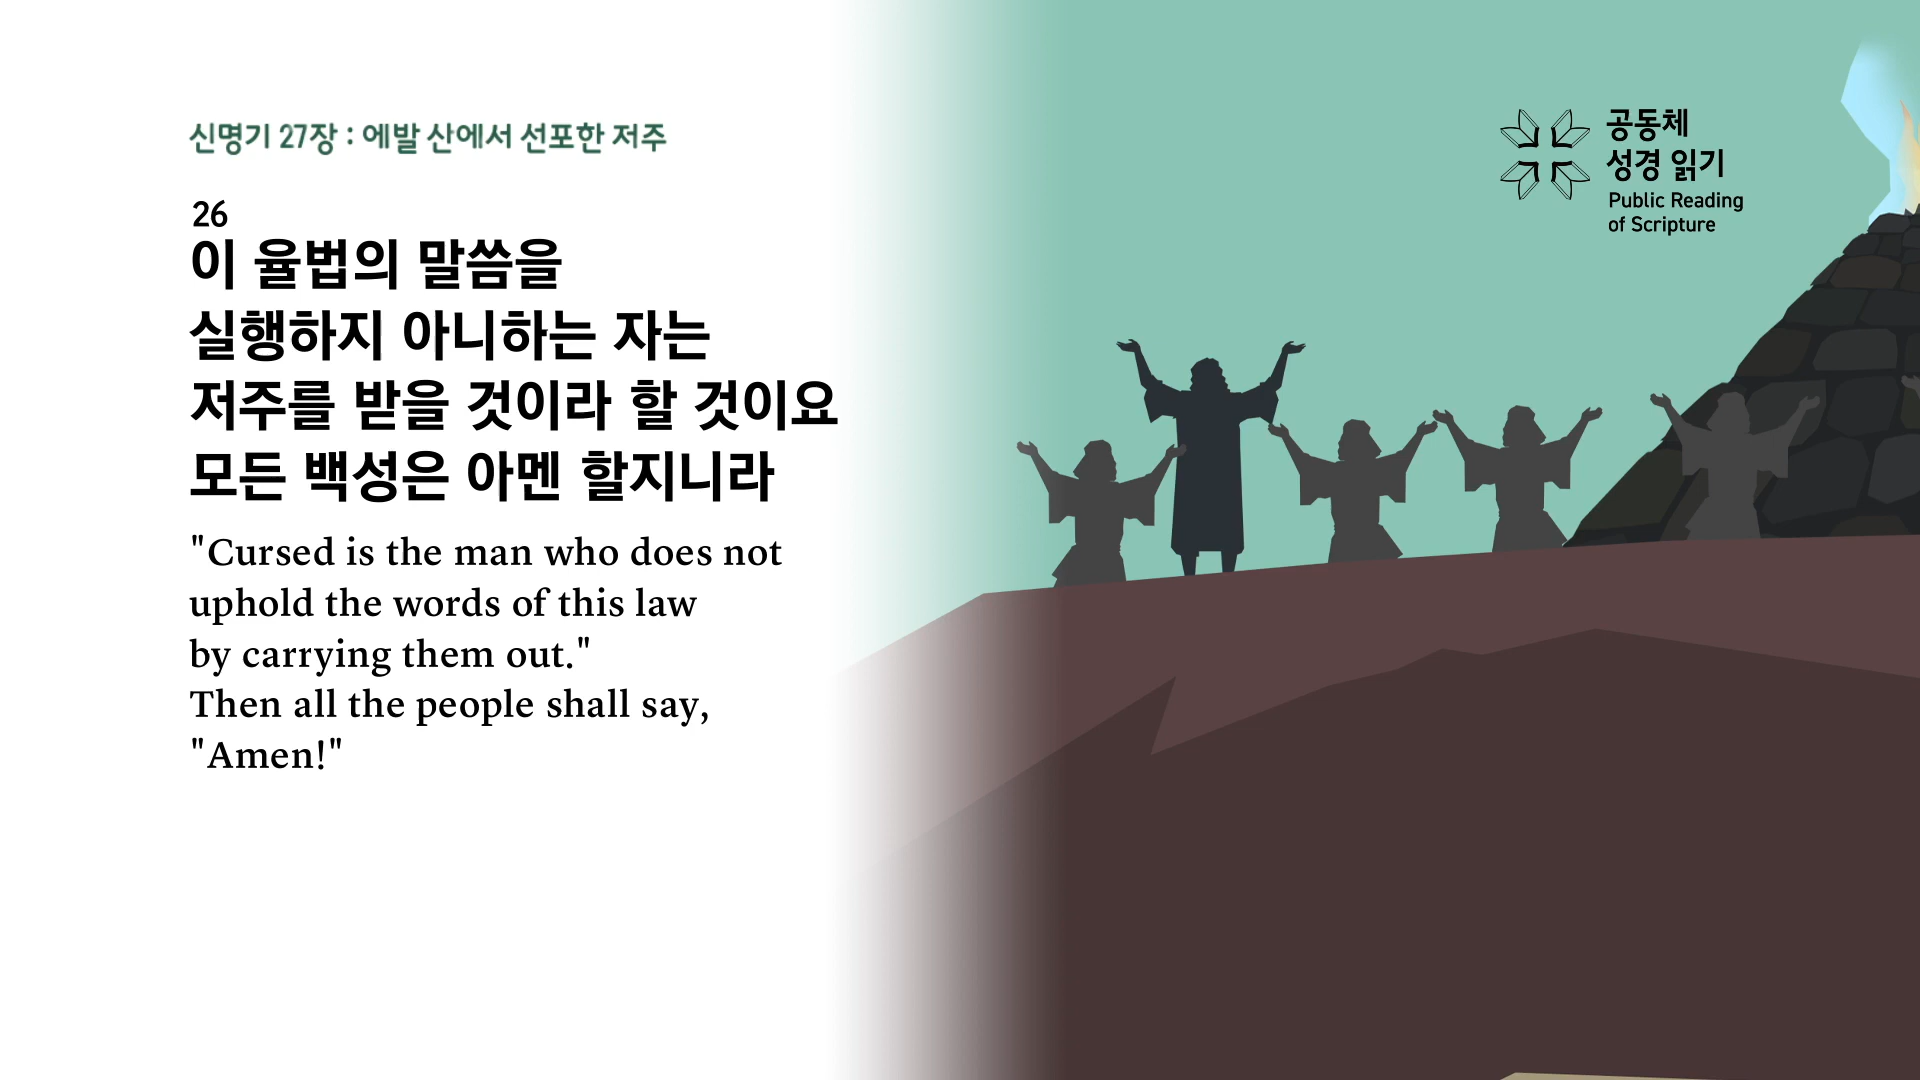 신명기 27장 : 에발 산에서 선포한 저주
26
이 율법의 말씀을
실행하지 아니하는 자는
저주를 받을 것이라 할 것이요
모든 백성은 아멘 할지니라
"Cursed is the man who does not
uphold the words of this law
by carrying them out."
Then all the people shall say,
"Amen!"
공동체
성경 읽기
Public Reading
of Scripture